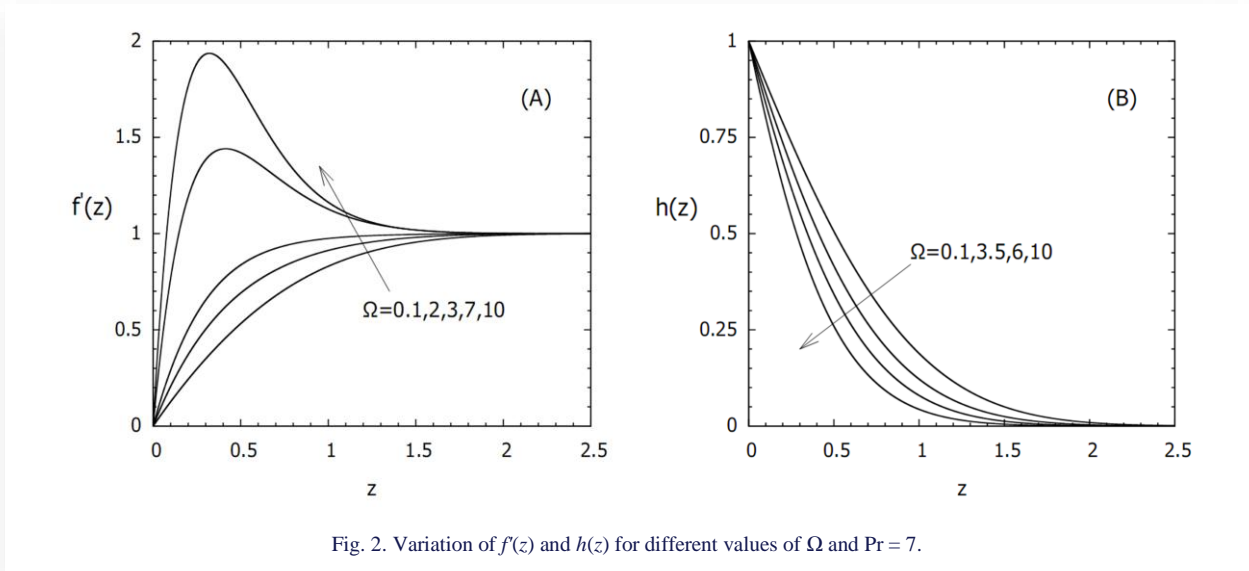 2
1.5
1
0.5
0
f'(z)
(A)
Ω=0.1,2,3,7,10
0 0.5 1 1.5 2 2.5
z
1
0.75
0.5
0.25
0
h(z)
(B)
Ω=0.1,3.5,6,10
0 0.5 1 1.5 2 2.5
z
Fig. 2. Variation of f'(z) and h(z) for different values of Ω and Pr = 7.